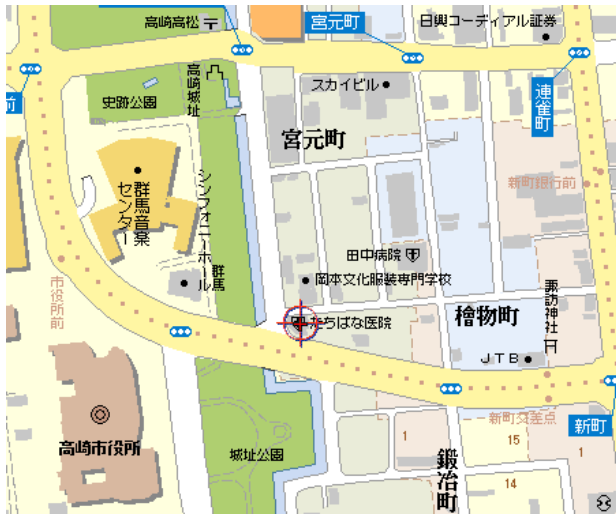 高崎高松
宮元町
日興コーディアル証券
連雀町
前
高崎城址
スカイビル
史跡公園
宮元町
新町銀行前
群馬音楽
センター
シンフォニーホール
群馬
田中病院
岡本文化服装専門学校
市役所前
たちばな医院
檜物町
諏訪神社
JTB
新町交差点
新町
高崎市役所
城址公園
鍛冶町
1
15
1
14